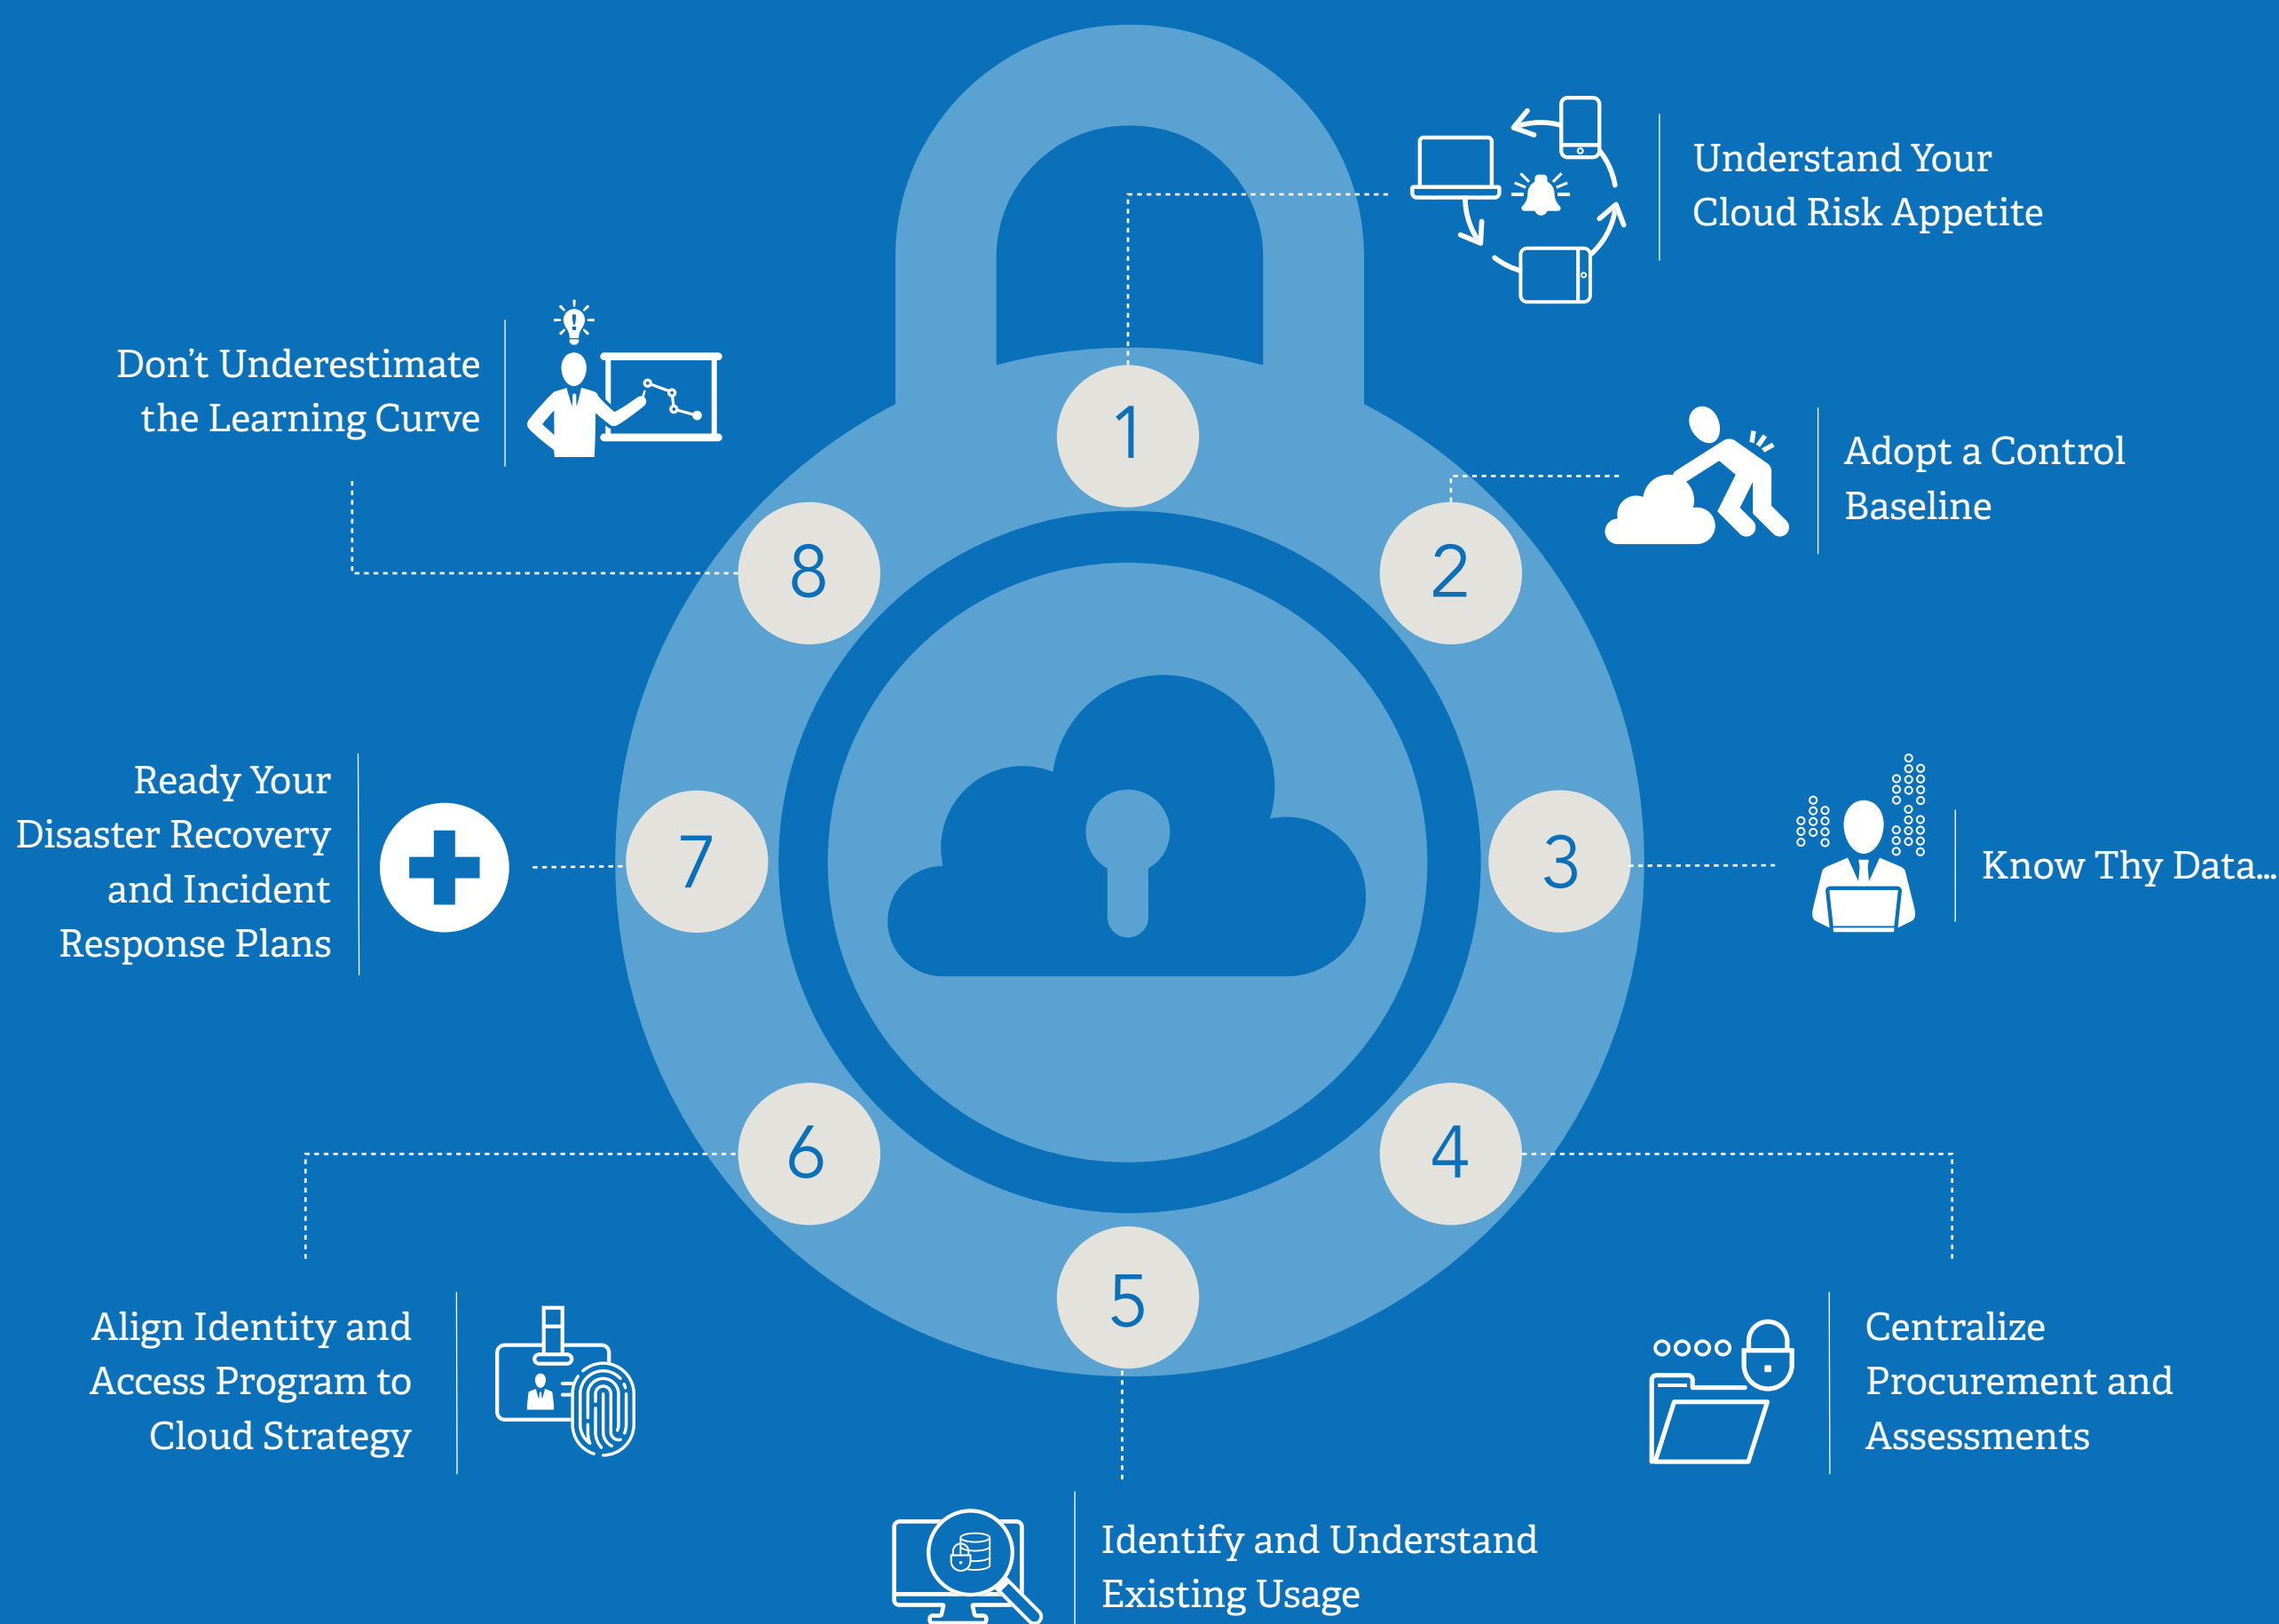 1
Understand Your
Cloud Risk Appetite
2
Adopt a Control
Baseline
3
Know Thy Data...
4
Centralize
Procurement and
Assessments
5
Identify and Understand
Existing Usage
6
Align Identity and
Access Program to
Cloud Strategy
7
Ready Your
Disaster Recovery
and Incident
Response Plans
8
Don’t Underestimate
the Learning Curve